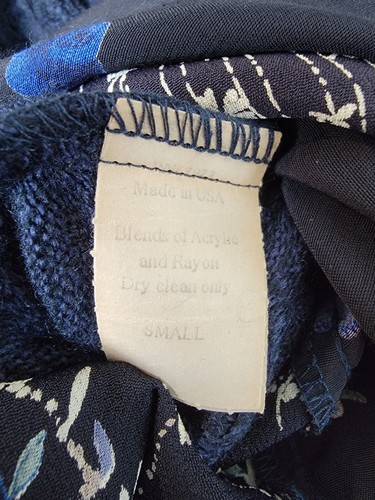 Made in USA
Blends of Acrylic
and Rayon
Dry clean only
SMALL